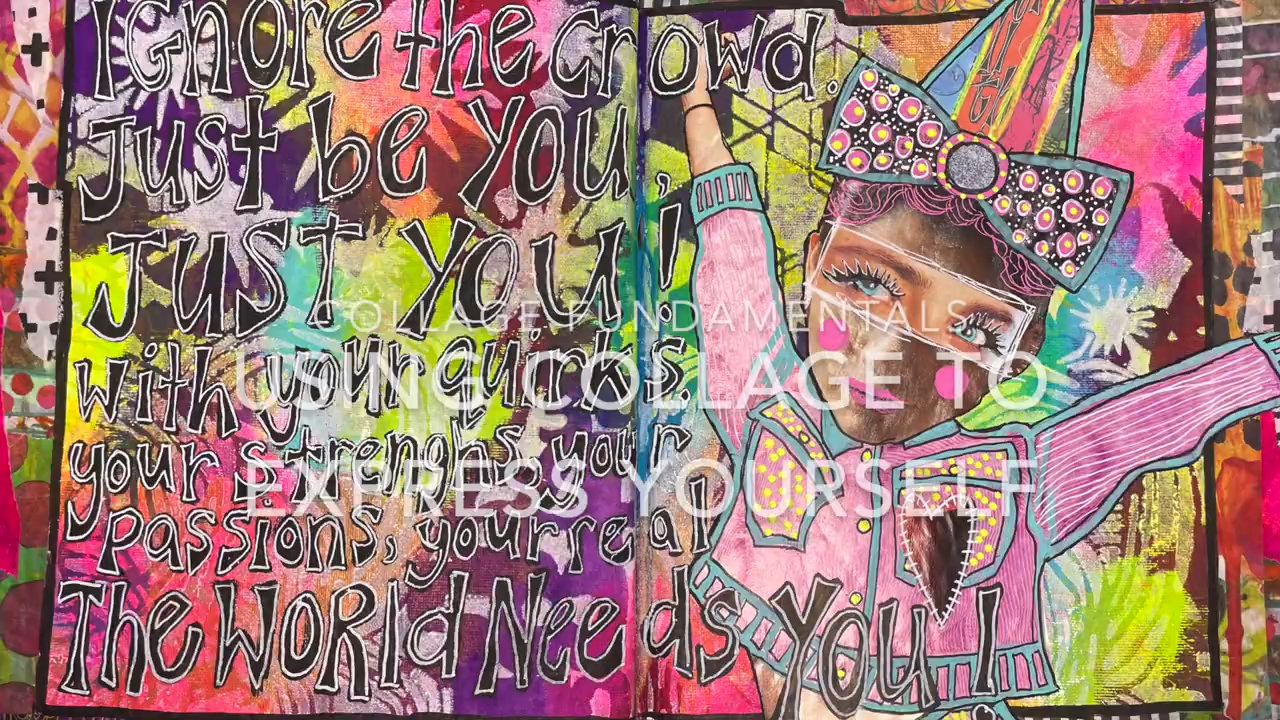 Ignore the crowd.
Just be you,
Just you!
with your quirks.
your strenghs, your
passions, your real
The World Needs You!
COLLAGE FUNDAMENTALS
USING COLLAGE TO
EXPRESS YOURSELF